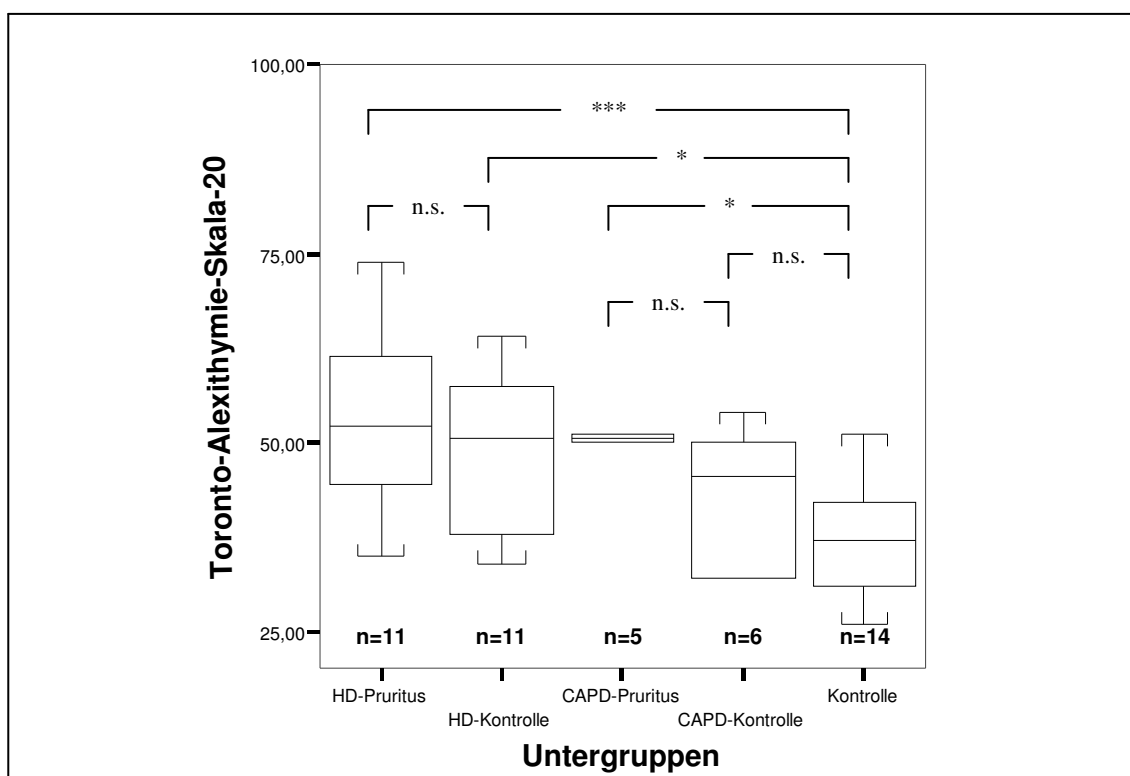 100,00
***
*
n.s.
*
75,00
n.s.
n.s.
50,00
25,00
n=11
n=11
n=5
n=6
n=14
HD-Pruritus
HD-Kontrolle
CAPD-Pruritus
CAPD-Kontrolle
Kontrolle
Untergruppen
Toronto-Alexithymie-Skala-20